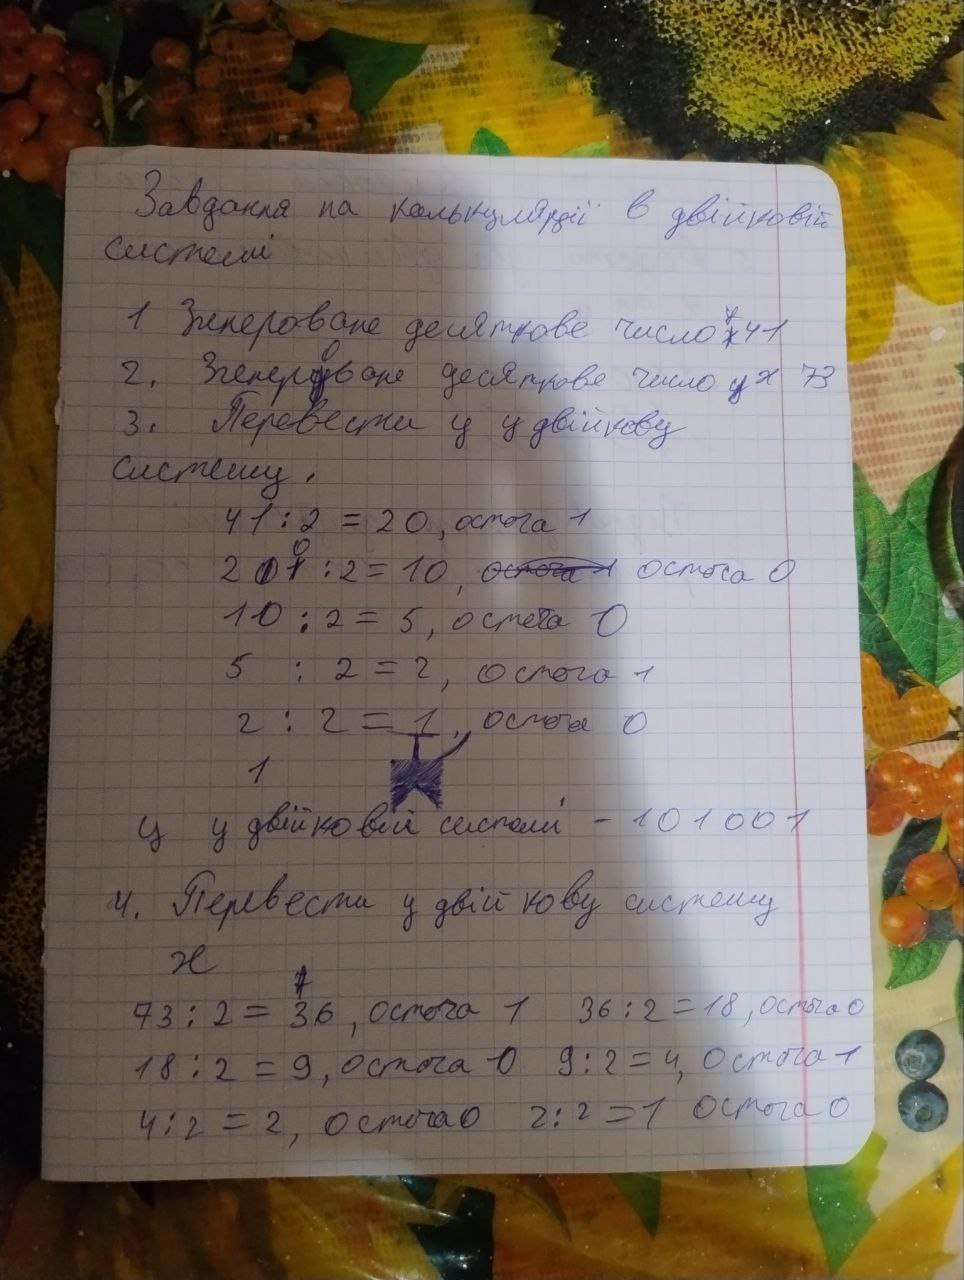 Завдання на калькуляції в двійковій
системі
1 Згенероване десяткове число 41
2. Згенероване десяткове число x 73
3. Перевести y у двійкову
систему.
41 : 2 = 20, остача 1
20 : 2 = 10, остача 0
10 : 2 = 5, остача 0
5 : 2 = 2, остача 1
2 : 2 = 1, остача 0
1
y у двійковій системі - 101001
4. Перевести у двійкову систему
x
73 : 2 = 36, остача 1 36 : 2 = 18, остача 0
18 : 2 = 9, остача 0 9 : 2 = 4, остача 1
4 : 2 = 2, остача 0 2 : 2 = 1 остача 0